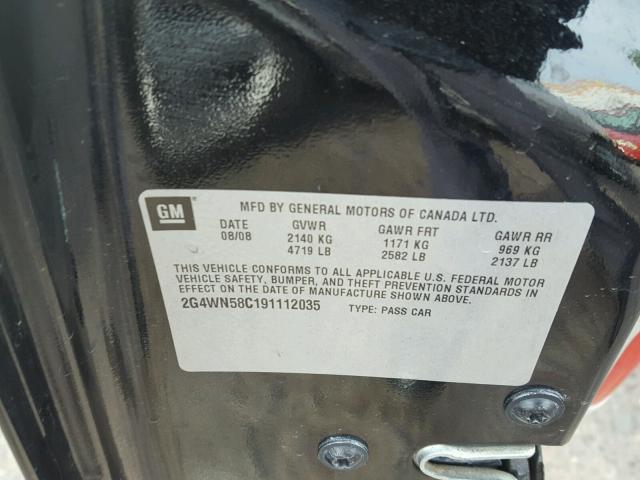 GM
MFD BY GENERAL MOTORS OF CANADA LTD.
DATE GVWR GAWR FRT GAWR RR
08/08 2140 KG 1171 KG 969 KG
4719 LB 2582 LB 2137 LB
THIS VEHICLE CONFORMS TO ALL APPLICABLE U.S. FEDERAL MOTOR
VEHICLE SAFETY, BUMPER, AND THEFT PREVENTION STANDARDS IN
EFFECT ON THE DATE OF MANUFACTURE SHOWN ABOVE.
2G4WN58C191112035 TYPE: PASS CAR